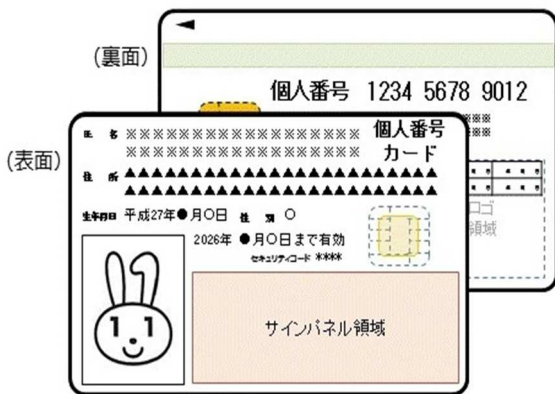 (裏面)
個人番号 1234 5678 9012
(表面)
氏 名 ※※※※※※※※※※※※※※※※※※ 個人番号
※※※※※※※※※※※※※※※※※※ カード
住 所 ▲▲▲▲▲▲▲▲▲▲▲▲▲▲▲▲▲▲▲▲▲▲▲▲
▲▲▲▲▲▲▲▲▲▲▲▲▲▲▲▲▲▲▲▲▲▲▲▲
生年月日 平成27年●月○日 性 別 ○
2026年 ●月○日まで有効
セキュリティコード ****
ロゴ
領域
11
サインパネル領域